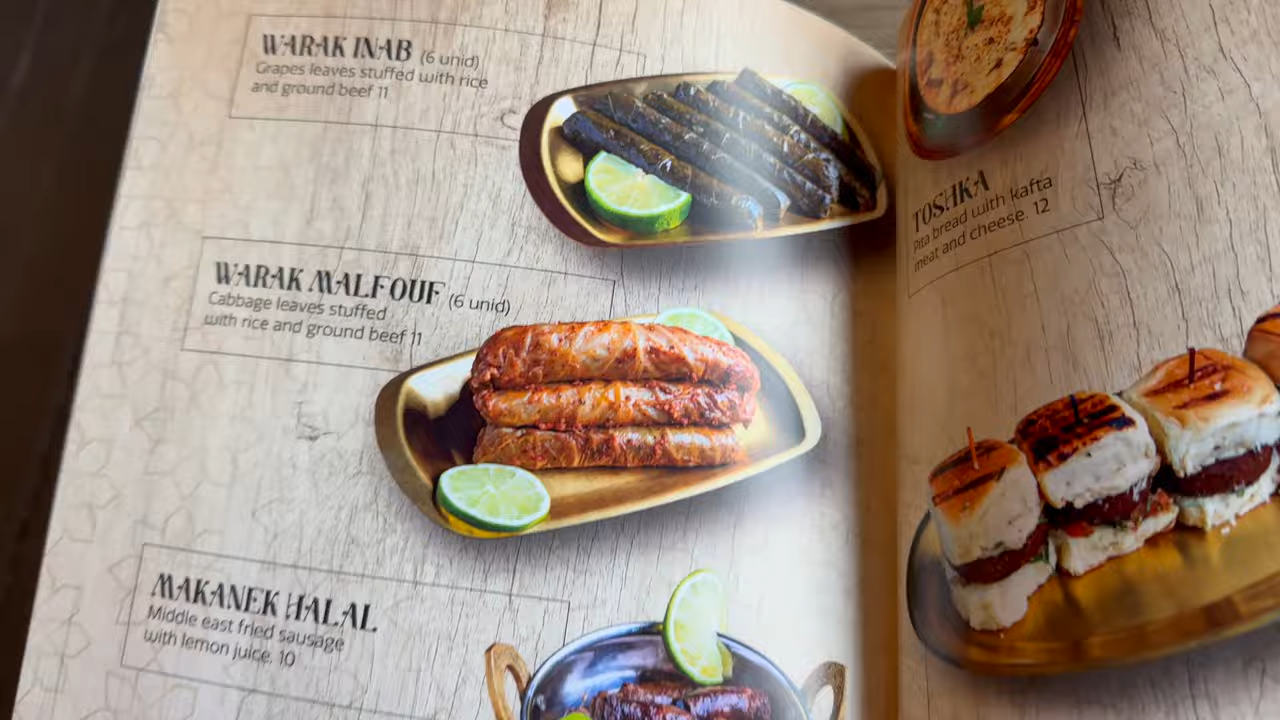 WARAK INAB (6 unid)
Grapes leaves stuffed with rice
and ground beef 11
WARAK MALFOUF (6 unid)
Cabbage leaves stuffed
with rice and ground beef 11
MAKANEK HALAL
Middle east fried sausage
with lemon juice. 10
TOSHKA
Pita bread with kafta
meat and cheese. 12